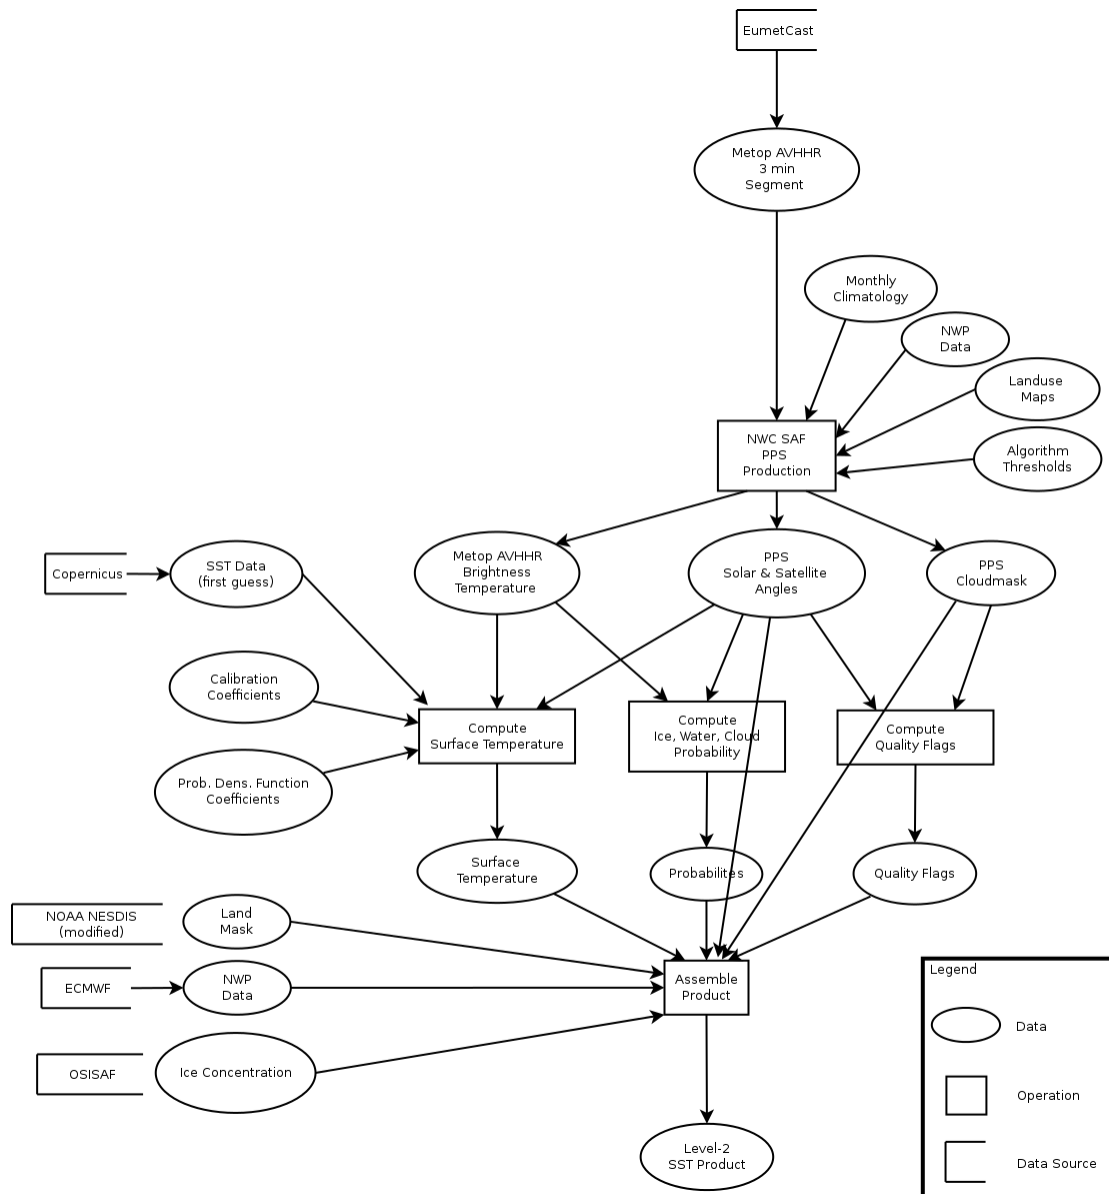 EumetCast
Metop AVHHR
3 min
Segment
Monthly
Climatology
NWP
Data
Landuse
Maps
NWC SAF
PPS
Production
Algorithm
Thresholds
Copernicus
SST Data
(first guess)
Metop AVHHR
Brightness
Temperature
PPS
Solar & Satellite
Angles
PPS
Cloudmask
Calibration
Coefficients
Compute
Surface Temperature
Compute
Ice, Water, Cloud
Probability
Compute
Quality Flags
Prob. Dens. Function
Coefficients
Surface
Temperature
Probabilites
Quality Flags
NOAA NESDIS
(modified)
Land
Mask
ECMWF
NWP
Data
Assemble
Product
OSISAF
Ice Concentration
Level-2
SST Product
Legend
Data
Operation
Data Source